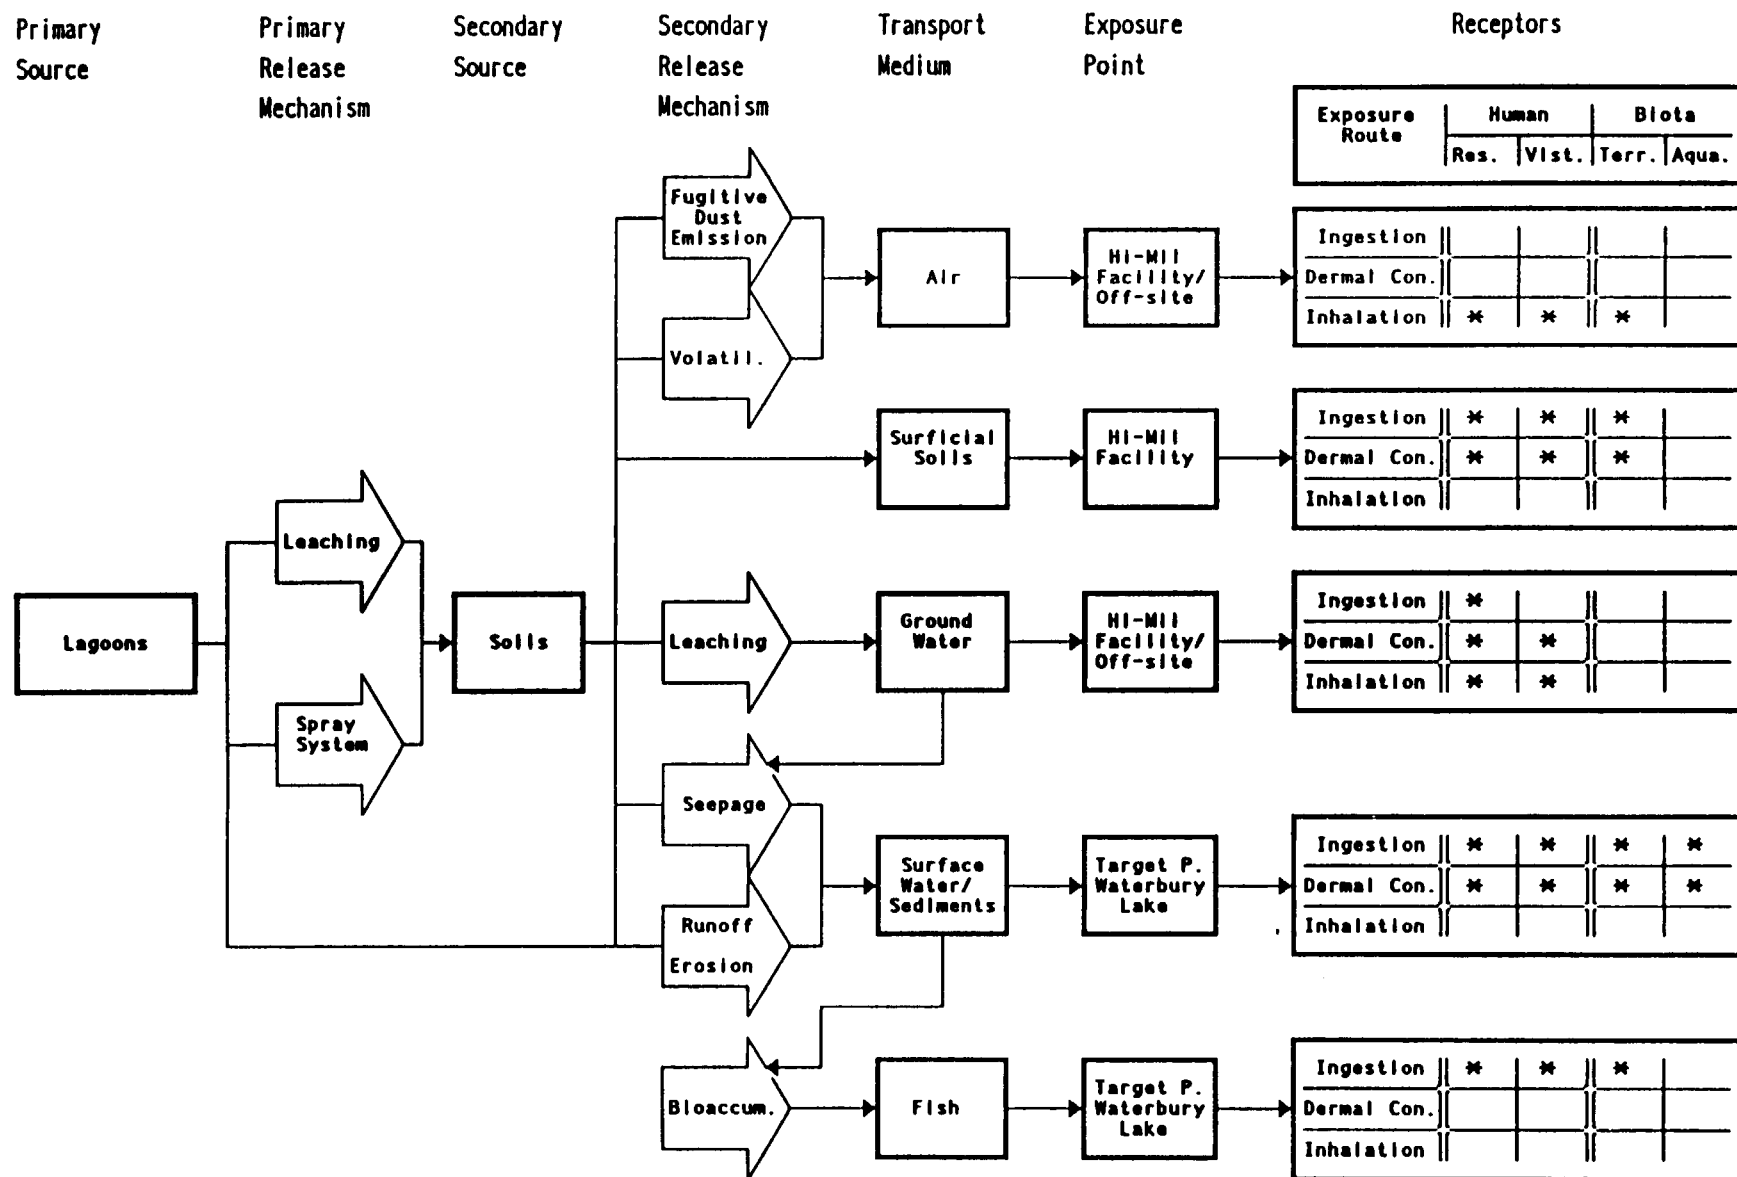 Primary
Source
Primary
Release
Mechanism
Secondary
Source
Secondary
Release
Mechanism
Transport
Medium
Exposure
Point
Receptors
Exposure
Route
Human
Biota
Res.
Vist.
Terr.
Aqua.
Fugitive
Dust
Emission
Volatil.
Air
Hi-Mil
Facility/
Off-site
Ingestion
Dermal Con.
Inhalation * * *
Surficial
Soils
Hi-Mil
Facility
Ingestion * * *
Dermal Con. * * *
Inhalation
Lagoons
Leaching
Spray
System
Soils
Leaching
Ground
Water
Hi-Mil
Facility/
Off-site
Ingestion *
Dermal Con. * *
Inhalation * *
Seepage
Runoff
Erosion
Surface
Water/
Sediments
Target P.
Waterbury
Lake
Ingestion * * * *
Dermal Con. * * * *
Inhalation
Bioaccum.
Fish
Target P.
Waterbury
Lake
Ingestion * * *
Dermal Con.
Inhalation